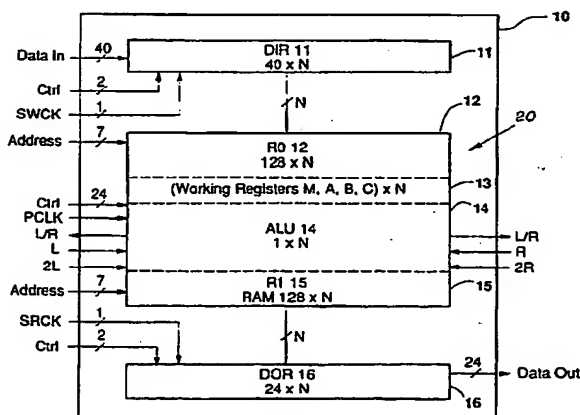 10
Data In 40 DIR 11 11
40 x N
Ctrl 2
SWCK 1 N
12
Address 7 R0 12 20
128 x N
(Working Registers M, A, B, C) x N 13
Ctrl 24 14
PCLK ALU 14
L/R 1 x N L/R
L R
2L 2R
R1 15
Address 7 RAM 128 x N 15
SRCK 1 N
Ctrl 2
DOR 16 24 Data Out
24 x N
16